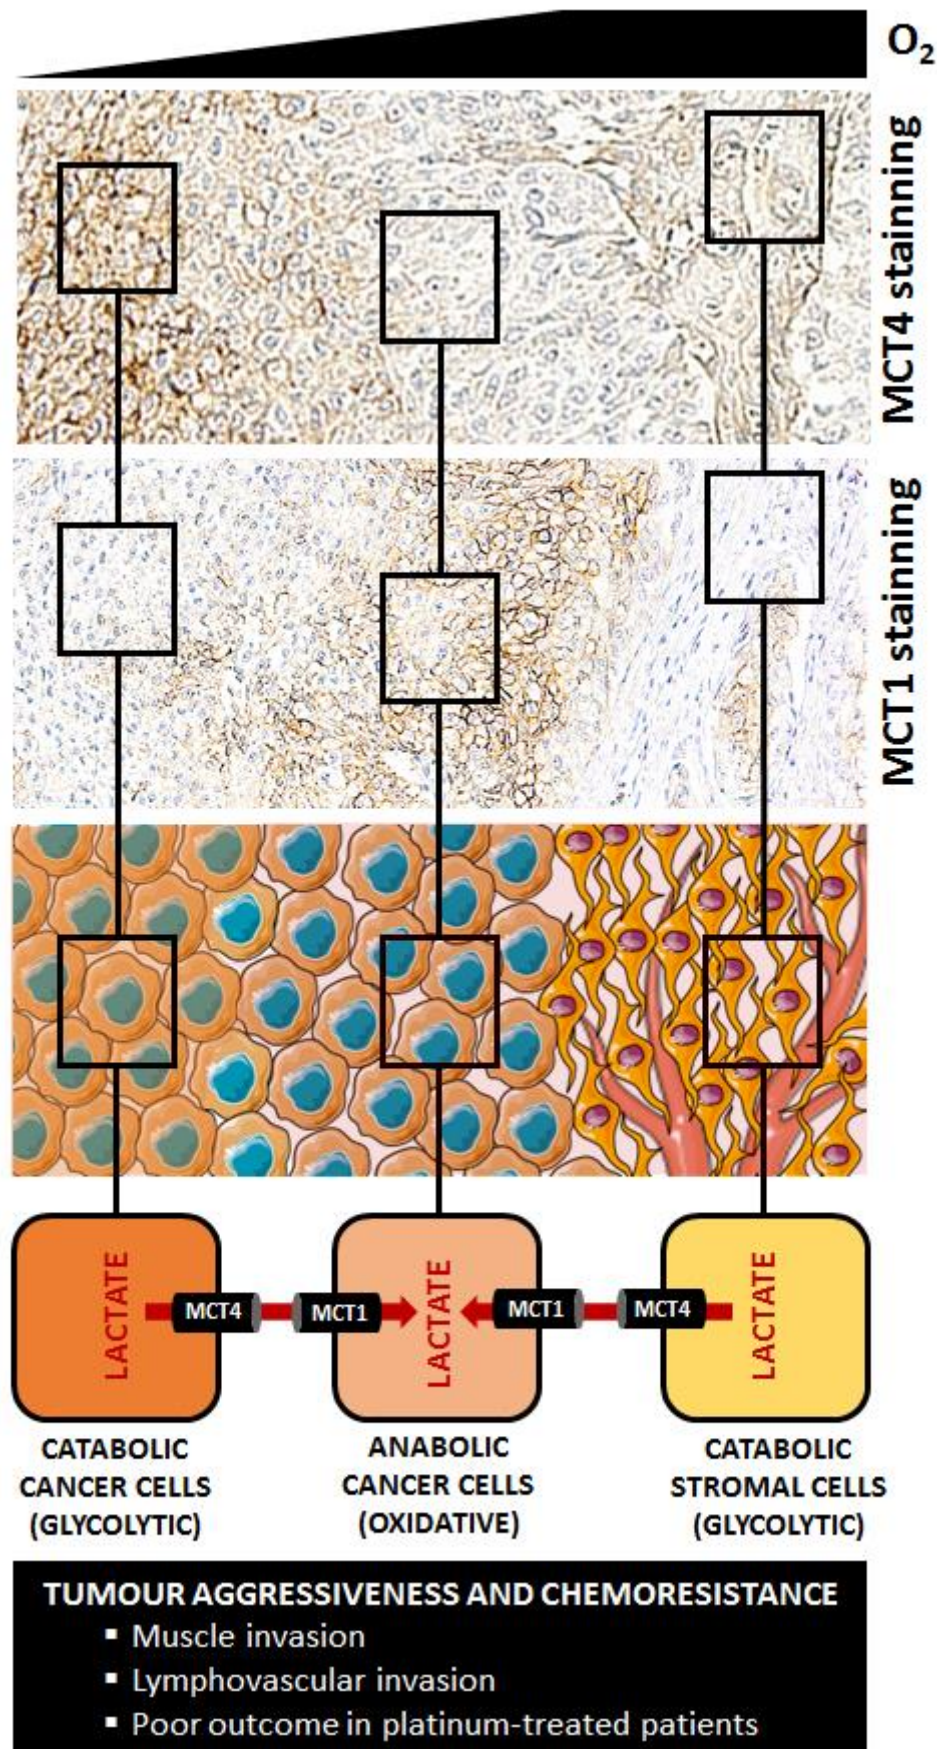 O2
MCT4 stainning
MCT1 stainning
LACTATE
MCT4
MCT1
LACTATE
MCT1
MCT4
LACTATE
CATABOLIC
CANCER CELLS
(GLYCOLYTIC)
ANABOLIC
CANCER CELLS
(OXIDATIVE)
CATABOLIC
STROMAL CELLS
(GLYCOLYTIC)
TUMOUR AGGRESSIVENESS AND CHEMORESISTANCE
▪ Muscle invasion
▪ Lymphovascular invasion
▪ Poor outcome in platinum-treated patients